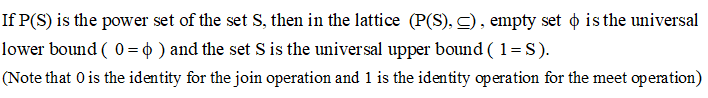 If P(S) is the power set of the set S, then in the lattice (P(S), ⊆), empty set ϕ is the universal
lower bound ( 0 = ϕ ) and the set S is the universal upper bound ( 1 = S ).
(Note that 0 is the identity for the join operation and 1 is the identity operation for the meet operation)